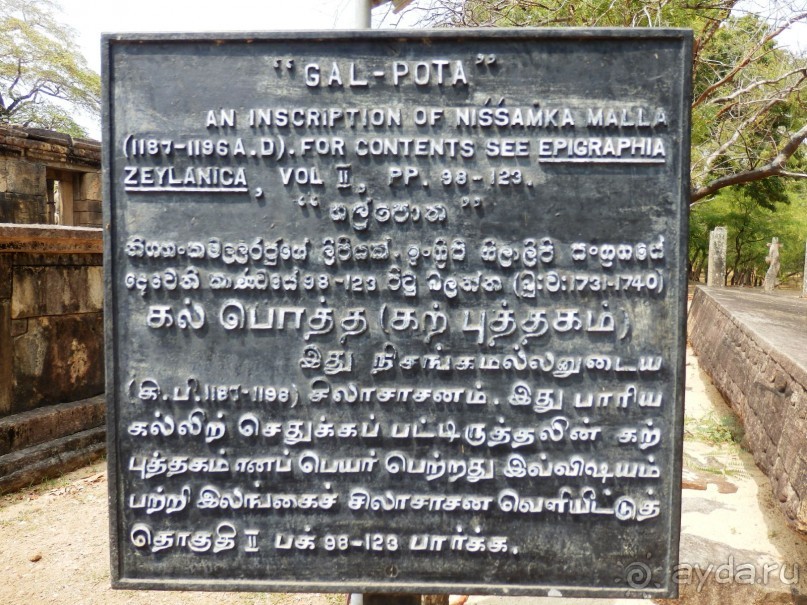 "GAL-POTA"
AN INSCRIPTION OF NIŚŚAṀKA MALLA
(1187-1196 A.D). FOR CONTENTS SEE EPIGRAPHIA
ZEYLANICA, VOL II, PP. 98-123.
"ගල්පොත"
නිශ්ශංකමල්ලරජුගේ ලිපියකි. ඉංග්‍රීසි ශිලාලිපි සංග්‍රහයේ
දෙවෙනි කාණ්ඩයේ 98-123 පිටු බලන්න (බු:ව: 1731-1740)
கல் பொத்த (கற் புத்தகம்)
இது நிசங்கமல்லனுடைய
(கி.பி. 1187-1196) சிலாசாசனம். இது பாரிய
கல்லிற் செதுக்கப் பட்டிருத்தலின் கற்
புத்தகம் எனப் பெயர் பெற்றது இவ்விஷயம்
பற்றி இலங்கைச் சிலாசாசன வெளியீட்டுத்
தொகுதி II பக் 98-123 பார்க்க.
ayda.ru